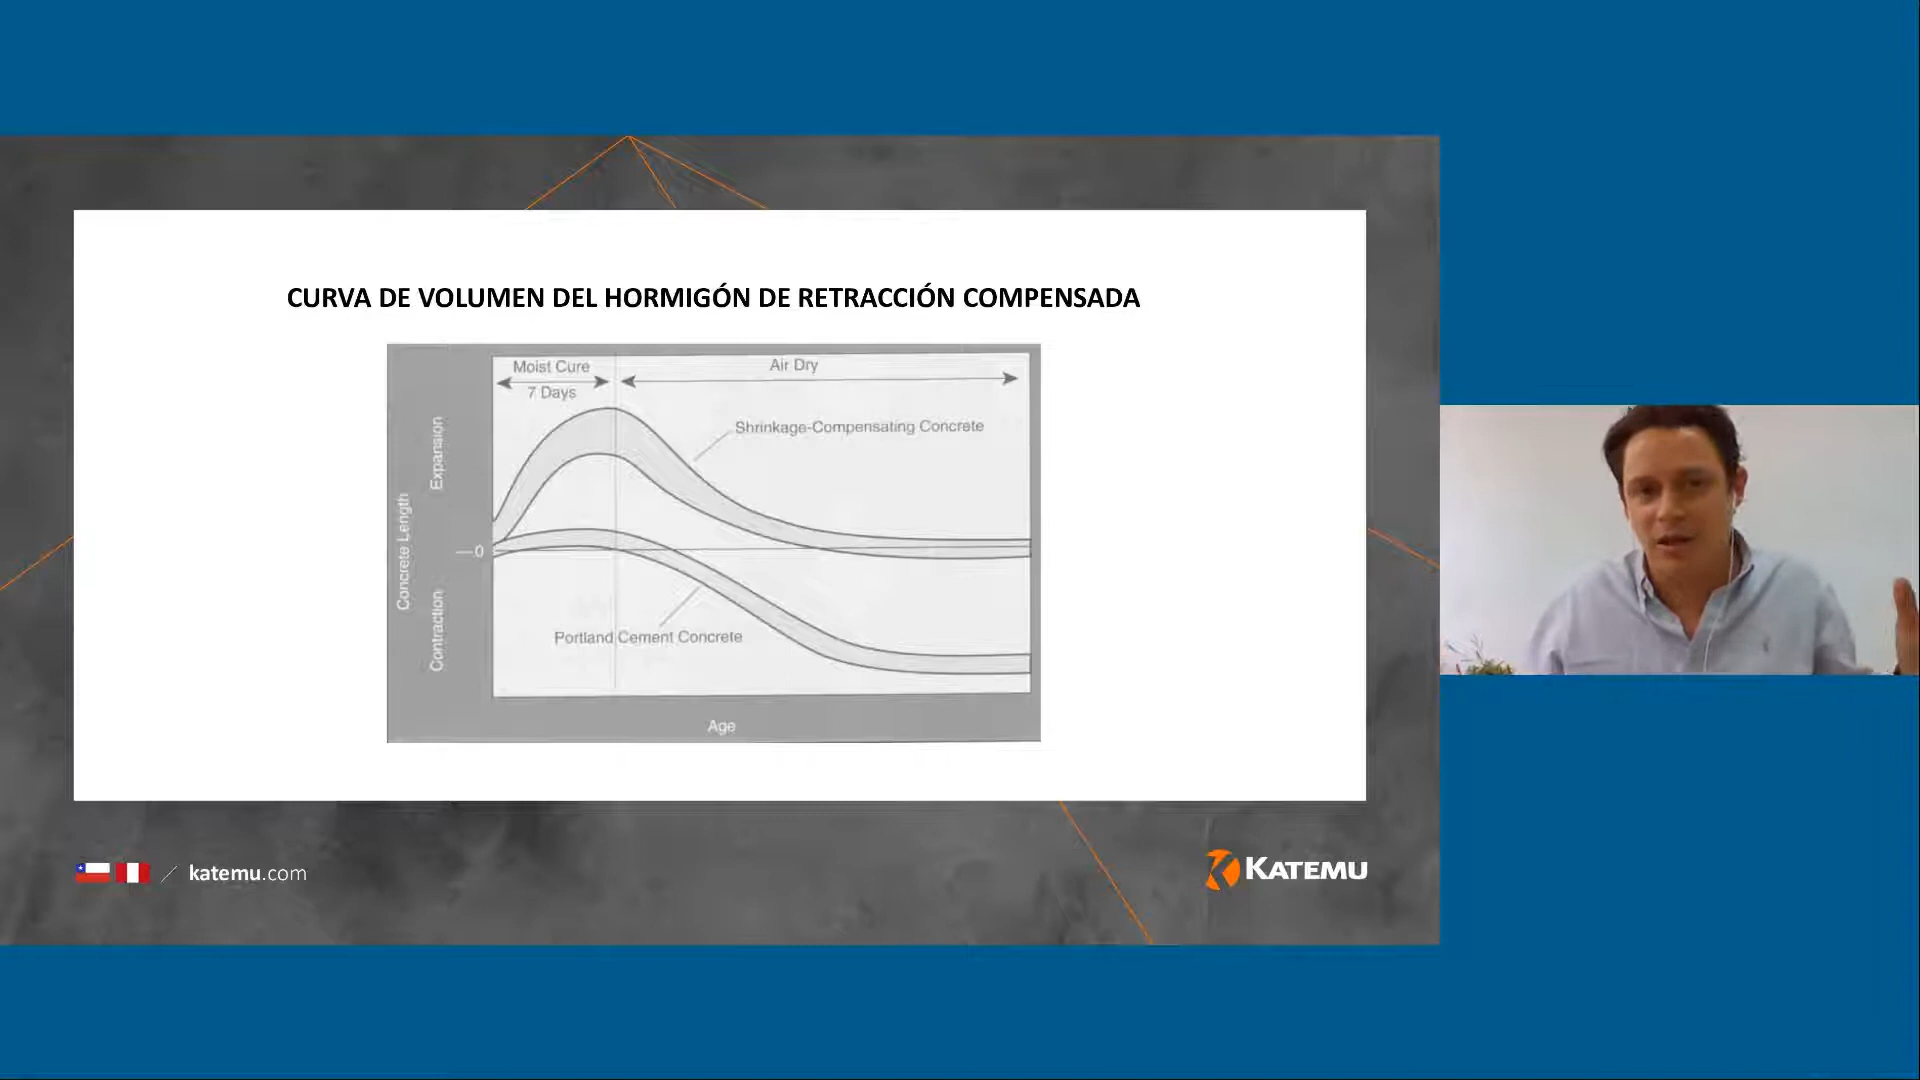 CURVA DE VOLUMEN DEL HORMIGÓN DE RETRACCIÓN COMPENSADA
Moist Cure
7 Days
Air Dry
Shrinkage-Compensating Concrete
Expansion
Concrete Length
0
Contraction
Portland Cement Concrete
Age
katemu.com
KATEMU